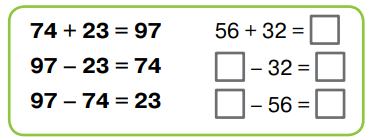 74 + 23 = 97
97 – 23 = 74
97 – 74 = 23
56 + 32 = □
□ – 32 = □
□ – 56 = □